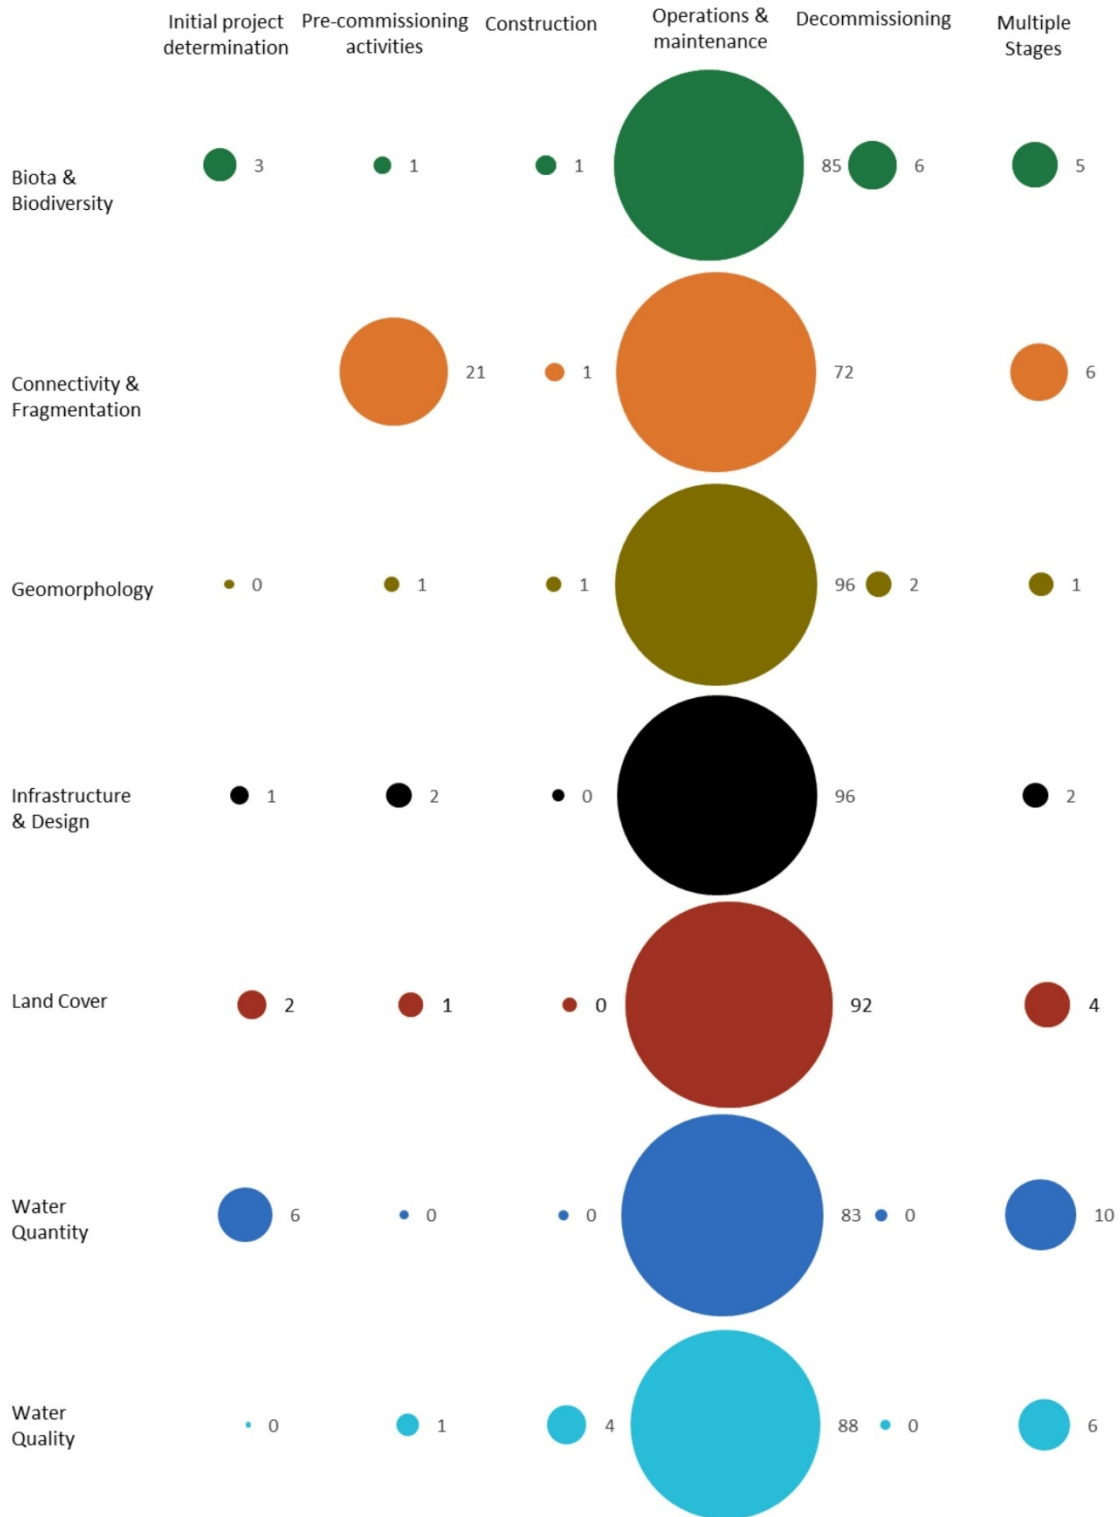 Initial project
determination
Pre-commissioning
activities
Construction
Operations &
maintenance
Decommissioning
Multiple
Stages
Biota &
Biodiversity
3
1
1
85
6
5
Connectivity &
Fragmentation
21
1
72
6
Geomorphology
0
1
1
96
2
1
Infrastructure
& Design
1
2
0
96
2
Land Cover
2
1
0
92
4
Water
Quantity
6
0
0
83
0
10
Water
Quality
0
1
4
88
0
6